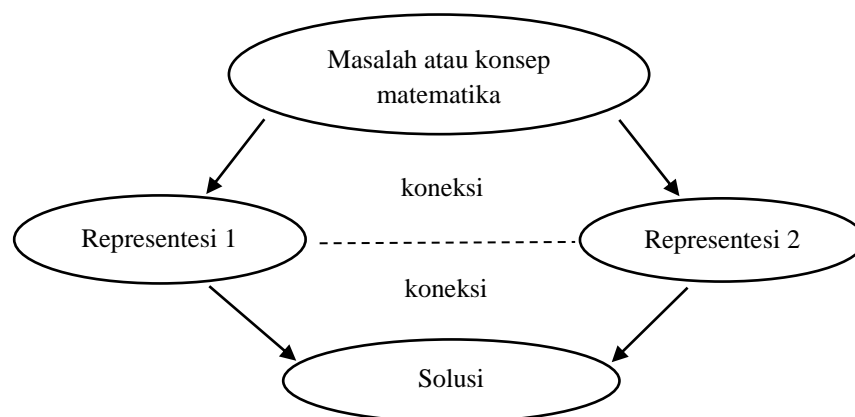 Masalah atau konsep
matematika
koneksi
Representesi 1
Representesi 2
koneksi
Solusi